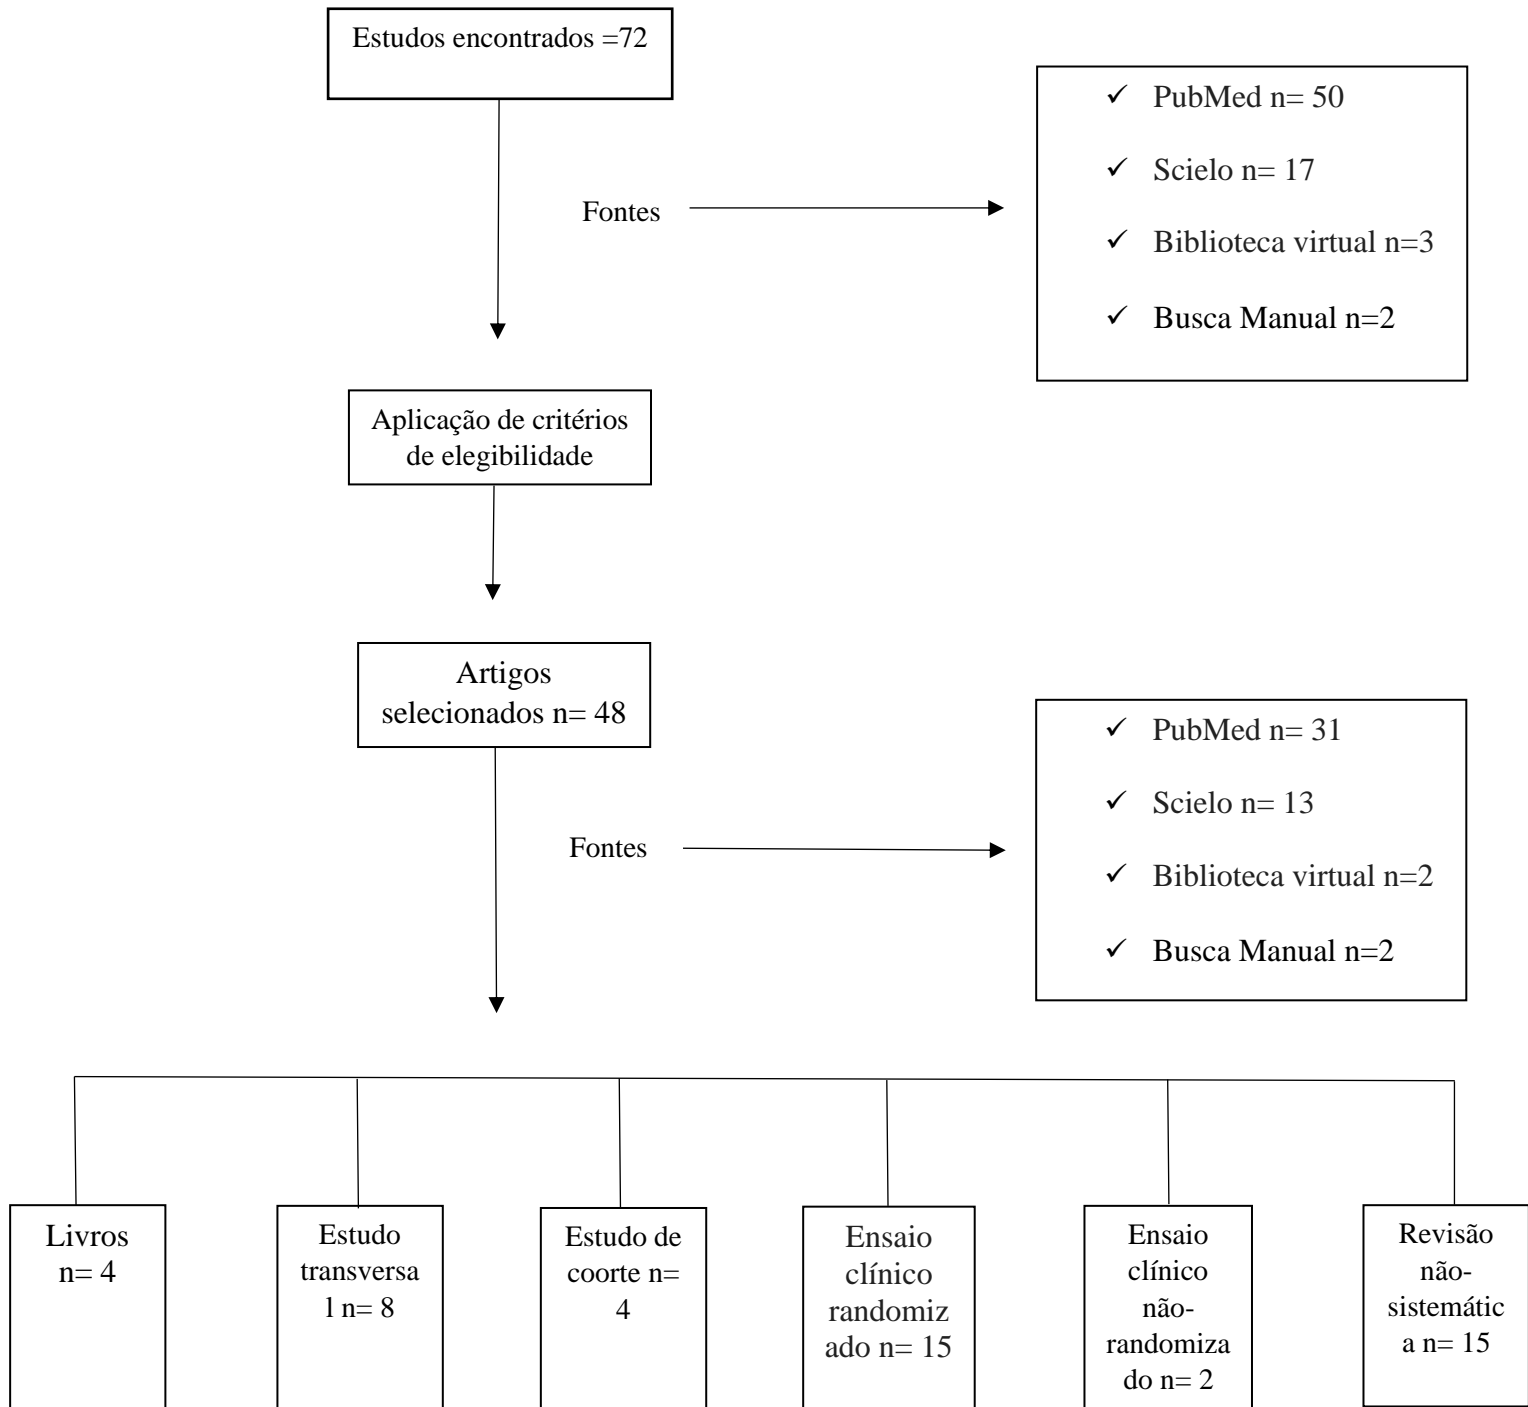 Estudos encontrados =72
✓ PubMed n= 50
✓ Scielo n= 17
Fontes
✓ Biblioteca virtual n=3
✓ Busca Manual n=2
Aplicação de critérios
de elegibilidade
Artigos
selecionados n= 48
✓ PubMed n= 31
✓ Scielo n= 13
Fontes
✓ Biblioteca virtual n=2
✓ Busca Manual n=2
Livros
n= 4
Estudo
transversa
l n= 8
Estudo de
coorte n=
4
Ensaio
clínico
randomiz
ado n= 15
Ensaio
clínico
não-
randomiza
do n= 2
Revisão
não-
sistemátic
a n= 15